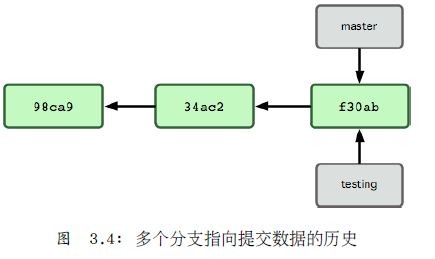 master
98ca9 34ac2 f30ab
testing
图 3.4: 多个分支指向提交数据的历史